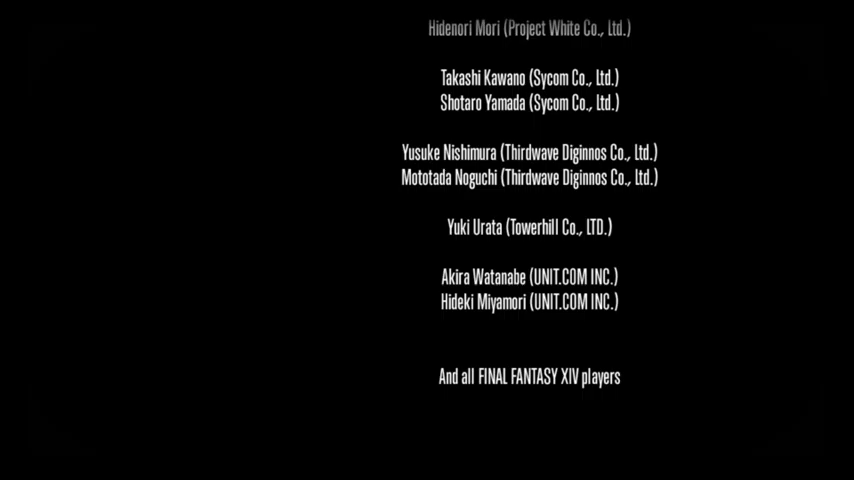 Hidenori Mori (Project White Co., Ltd.)
Takashi Kawano (Sycom Co., Ltd.)
Shotaro Yamada (Sycom Co., Ltd.)
Yusuke Nishimura (Thirdwave Diginnos Co., Ltd.)
Mototada Noguchi (Thirdwave Diginnos Co., Ltd.)
Yuki Urata (Towerhill Co., LTD.)
Akira Watanabe (UNIT.COM INC.)
Hideki Miyamori (UNIT.COM INC.)
And all FINAL FANTASY XIV players